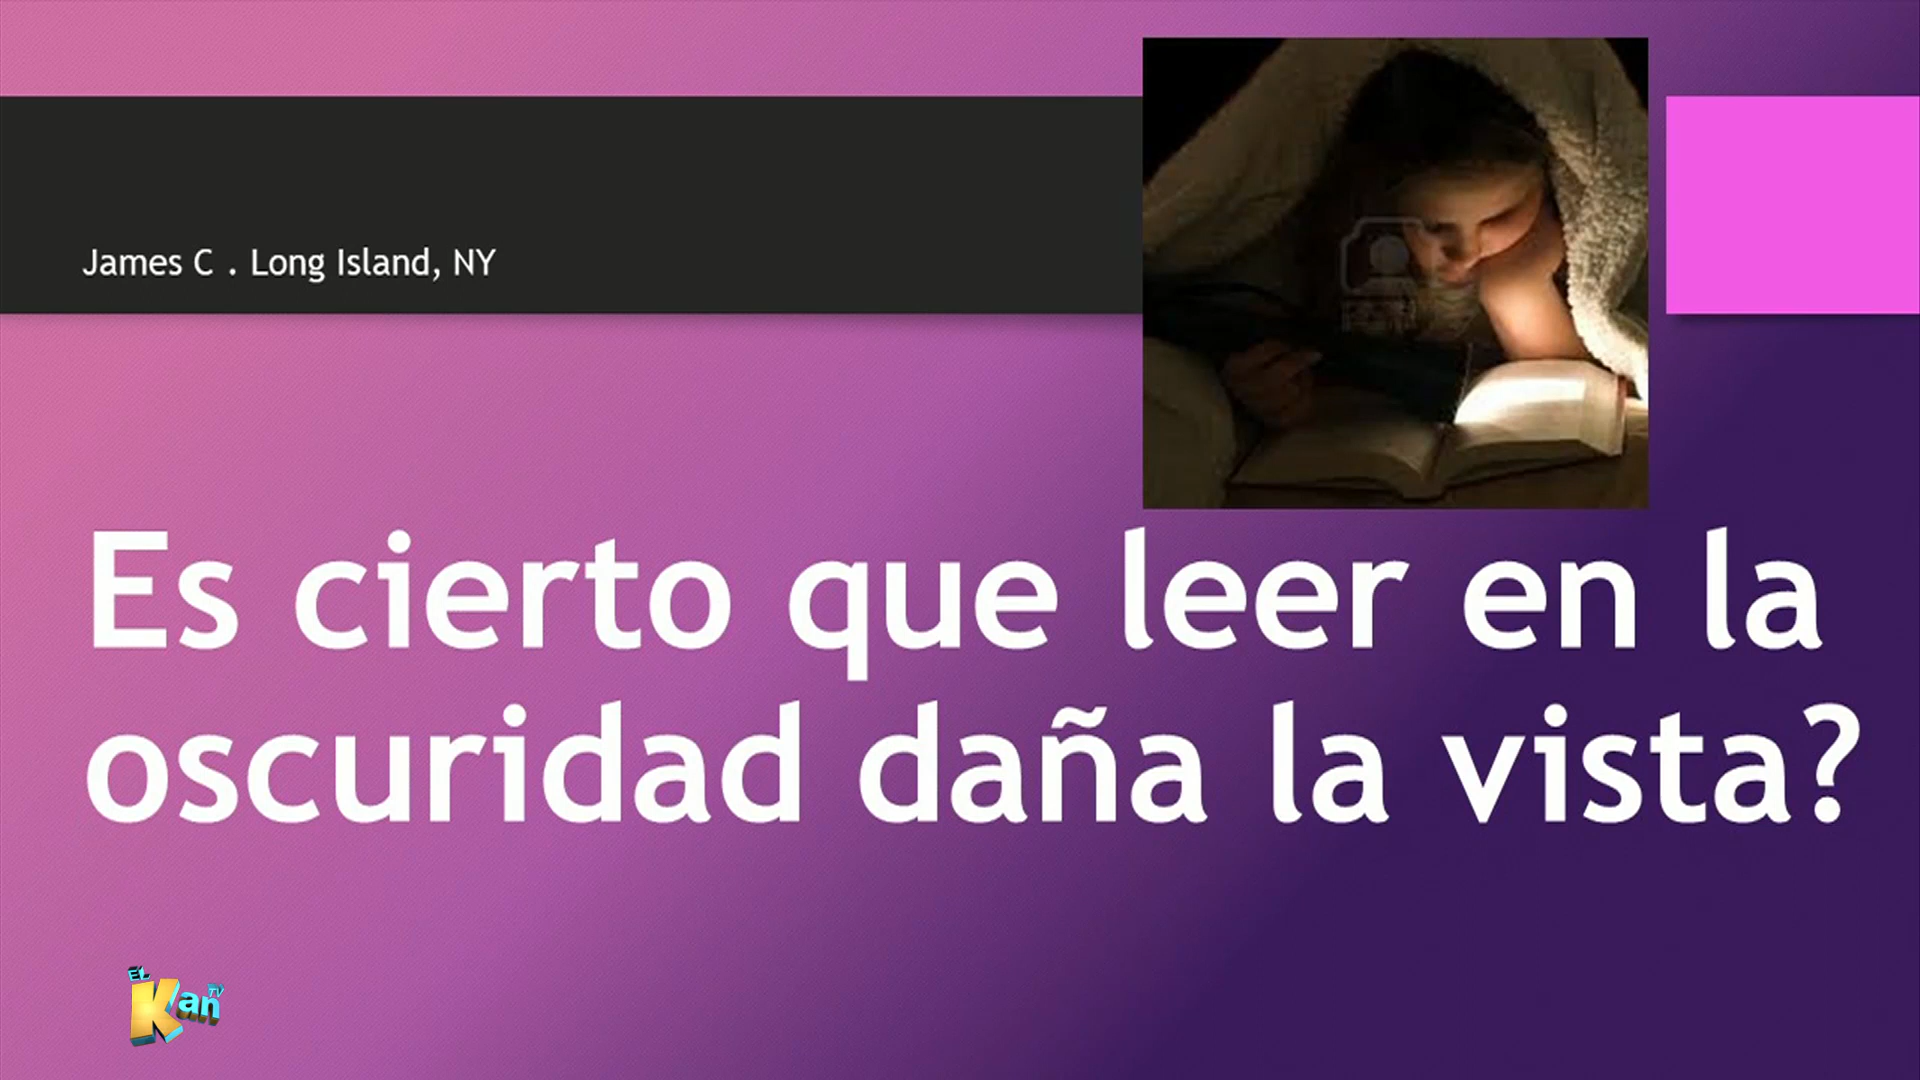 James C . Long Island, NY
Es cierto que leer en la
oscuridad daña la vista?
EL
Kan TV